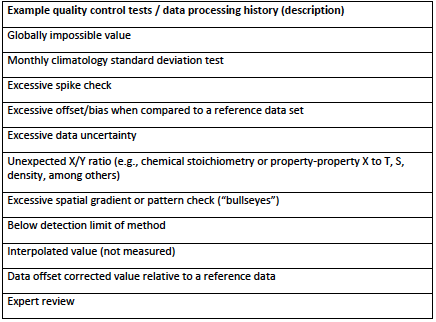 Example quality control tests / data processing history (description)
Globally impossible value
Monthly climatology standard deviation test
Excessive spike check
Excessive offset/bias when compared to a reference data set
Excessive data uncertainty
Unexpected X/Y ratio (e.g., chemical stoichiometry or property-property X to T, S,
density, among others)
Excessive spatial gradient or pattern check (“bullseyes”)
Below detection limit of method
Interpolated value (not measured)
Data offset corrected value relative to a reference data
Expert review